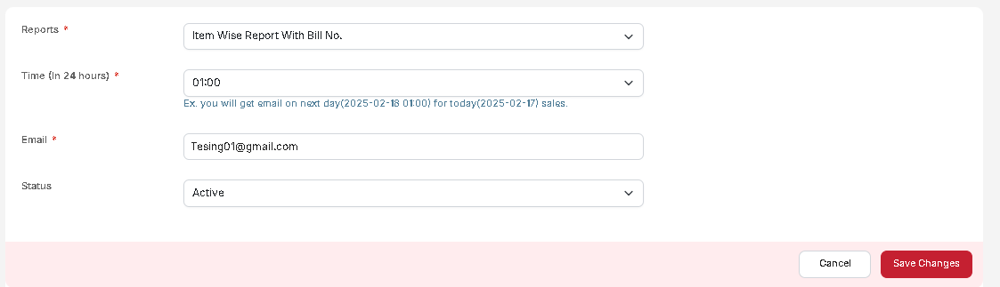 Reports *
Item Wise Report With Bill No.
Time (In 24 hours) *
01:00
Ex. you will get email on next day(2025-02-18 01:00) for today(2025-02-17) sales.
Email *
Tesing01@gmail.com
Status
Active
Cancel
Save Changes